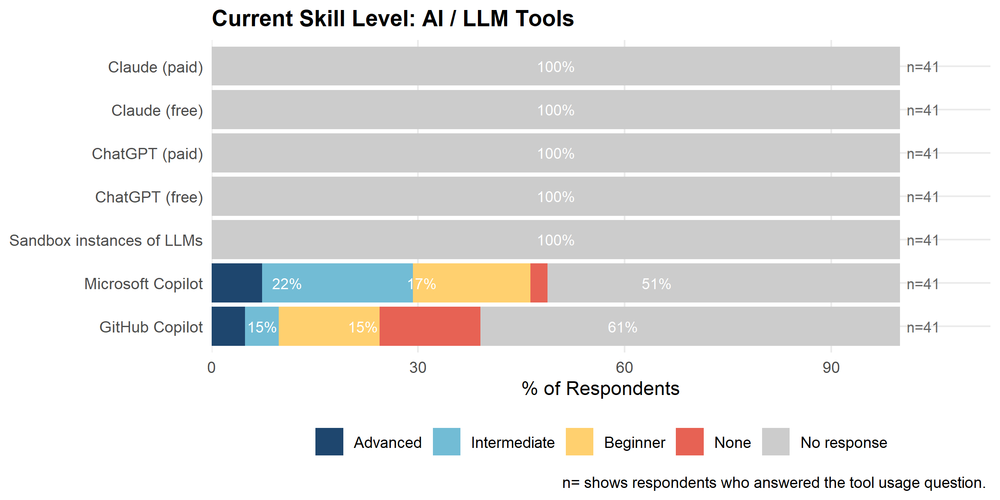 Current Skill Level: AI / LLM Tools
Claude (paid) 100% n=41
Claude (free) 100% n=41
ChatGPT (paid) 100% n=41
ChatGPT (free) 100% n=41
Sandbox instances of LLMs 100% n=41
Microsoft Copilot 22% 17% 51% n=41
GitHub Copilot 15% 15% 61% n=41
0 30 60 90
% of Respondents
Advanced Intermediate Beginner None No response
n= shows respondents who answered the tool usage question.